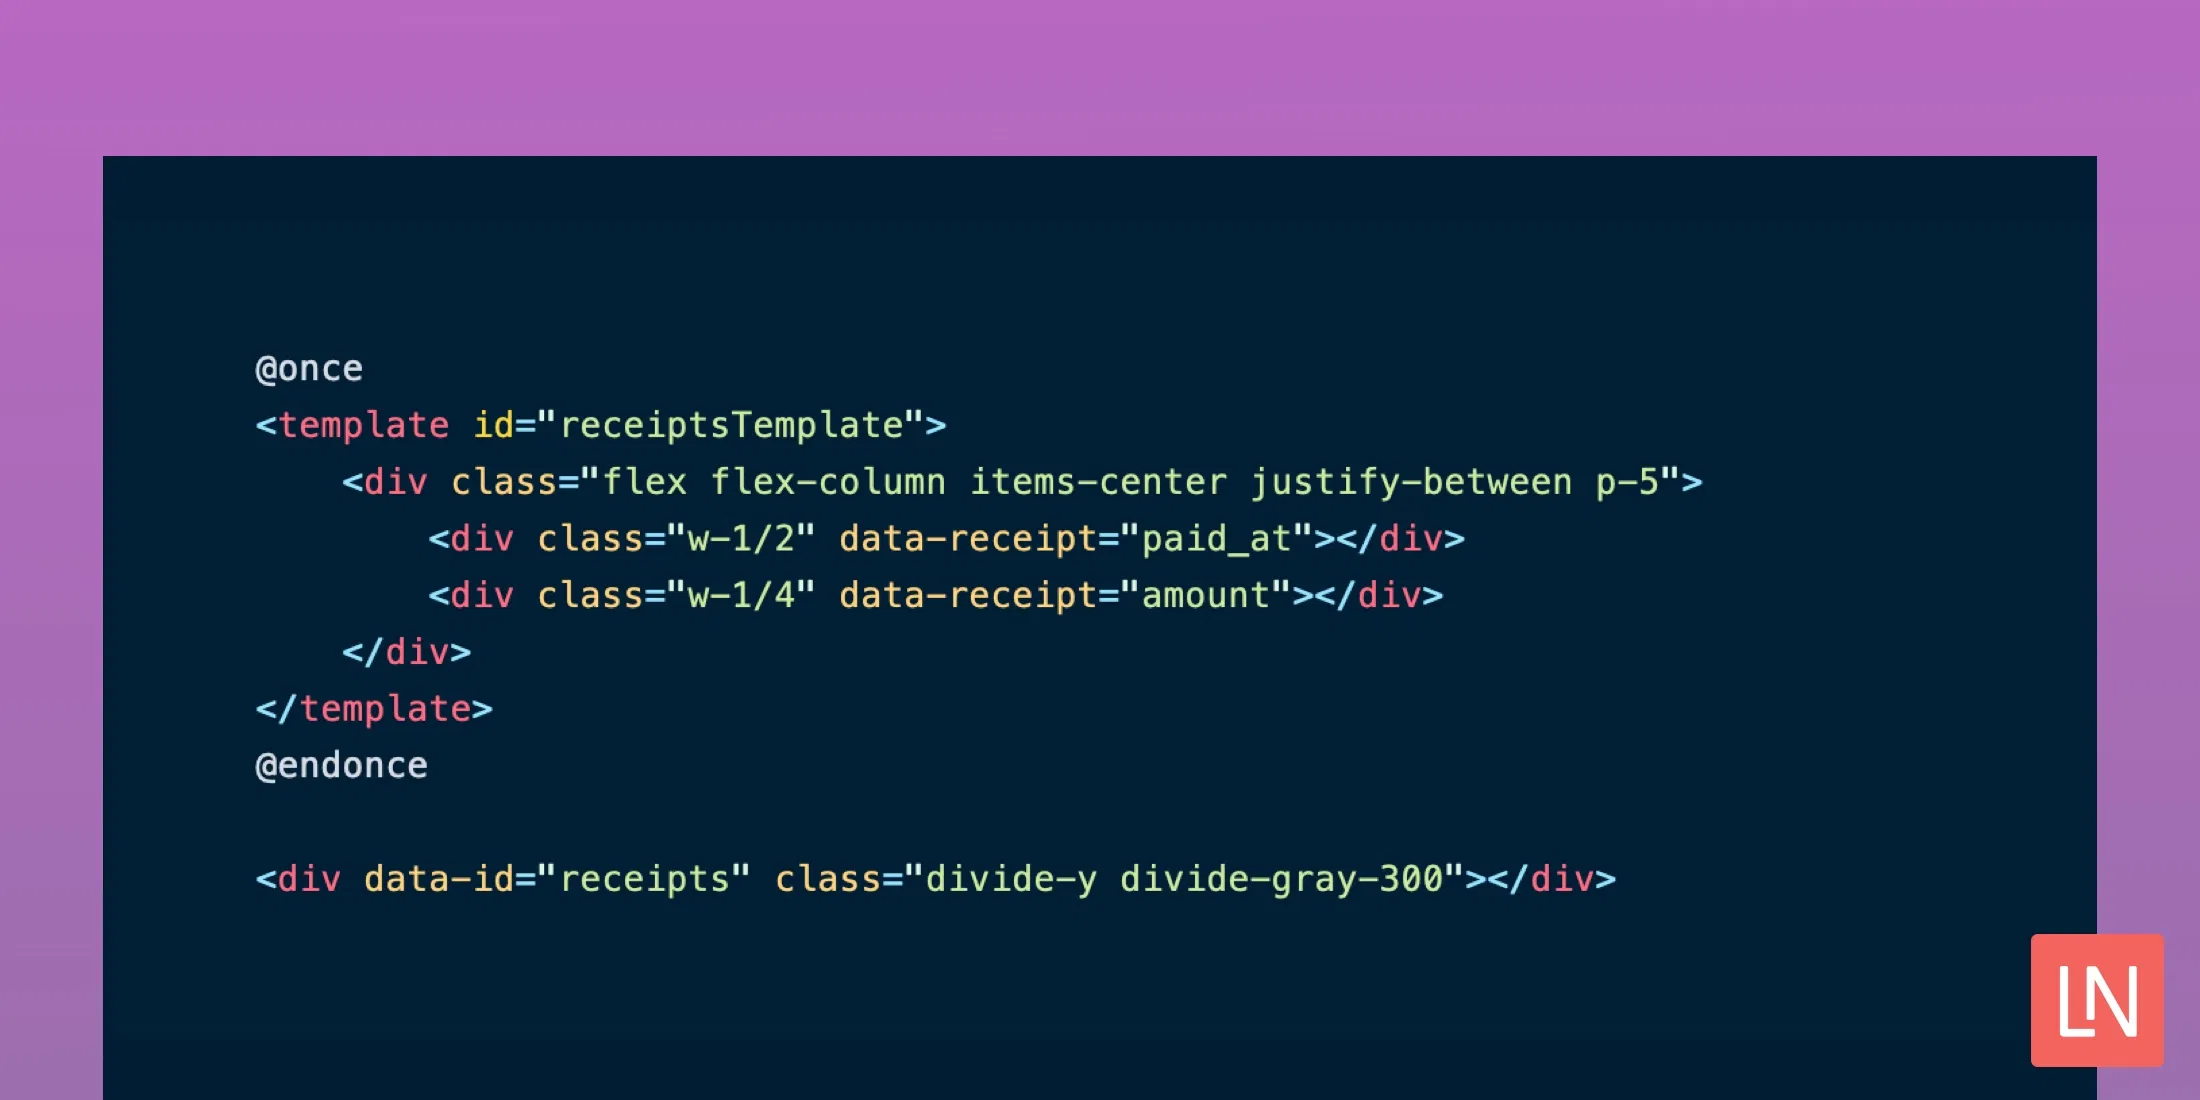 @once
<template id="receiptsTemplate">
    <div class="flex flex-column items-center justify-between p-5">
        <div class="w-1/2" data-receipt="paid_at"></div>
        <div class="w-1/4" data-receipt="amount"></div>
    </div>
</template>
@endonce
<div data-id="receipts" class="divide-y divide-gray-300"></div>
LN